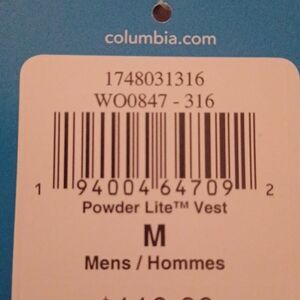 columbia.com
1748031316
WO0847 - 316
1 94004 64709 2
Powder Lite™ Vest
M
Mens / Hommes